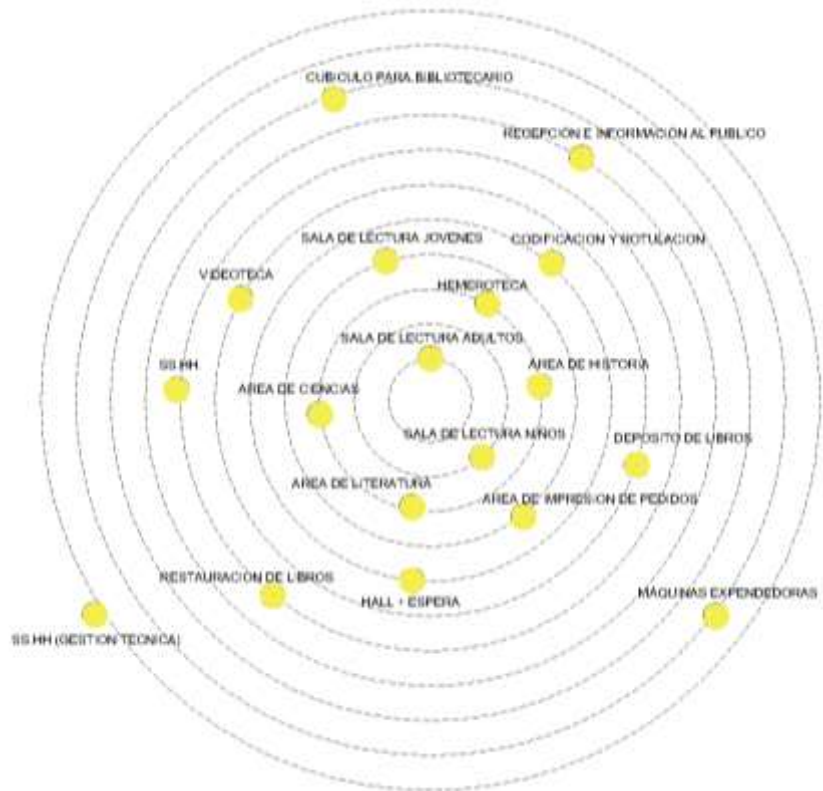 CUBICULO PARA BIBLIOTECARIO
RECEPCION E INFORMACION AL PUBLICO
SALA DE LECTURA JOVENES
CODIFICACION Y ROTULACION
VIDEOTECA
HEMEROTECA
SALA DE LECTURA ADULTOS
SS.HH
AREA DE CIENCIAS
AREA DE HISTORIA
SALA DE LECTURA NIÑOS
DEPOSITO DE LIBROS
AREA DE LITERATURA
AREA DE IMPRESION DE PEDIDOS
RESTAURACION DE LIBROS
HALL + ESPERA
MAQUINAS EXPENDEDORAS
SS.HH (GESTION TECNICA)